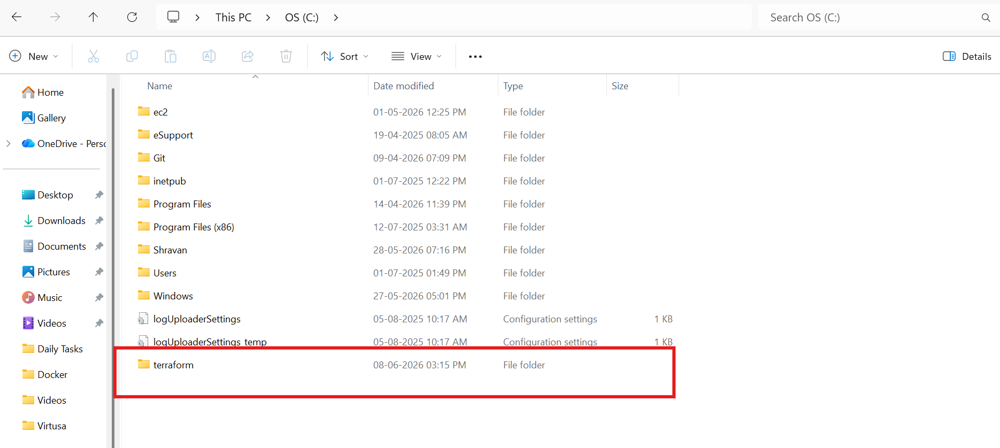 This PC > OS (C:) >
Search OS (C:)
New
Sort
View
Details
Name Date modified Type Size
Home
Gallery
OneDrive - Perso
Desktop
Downloads
Documents
Pictures
Music
Videos
Daily Tasks
Docker
Videos
Virtusa
ec2 01-05-2026 12:25 PM File folder
eSupport 19-04-2025 08:05 AM File folder
Git 09-04-2026 07:09 PM File folder
inetpub 01-07-2025 12:22 PM File folder
Program Files 14-04-2026 11:39 PM File folder
Program Files (x86) 12-07-2025 03:31 AM File folder
Shravan 28-05-2026 07:16 PM File folder
Users 01-07-2025 01:49 PM File folder
Windows 27-05-2026 05:01 PM File folder
logUploaderSettings 05-08-2025 10:17 AM Configuration settings 1 KB
logUploaderSettings_temp 05-08-2025 10:17 AM Configuration settings 1 KB
terraform 08-06-2026 03:15 PM File folder